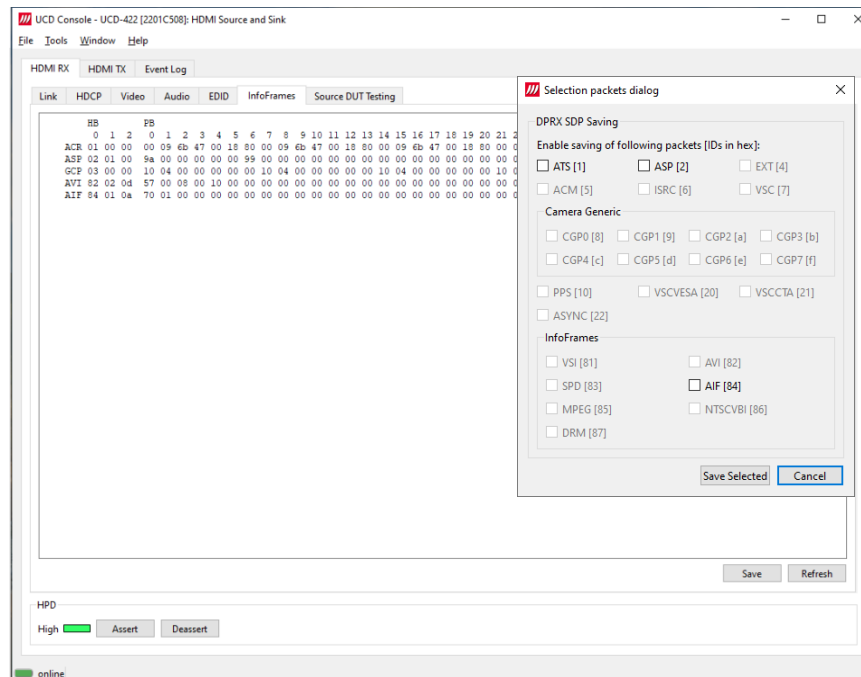 UCD Console - UCD-422 [2201C508]: HDMI Source and Sink
File Tools Window Help
HDMI RX HDMI TX Event Log
Link HDCP Video Audio EDID InfoFrames Source DUT Testing
HB PB
0 1 2 0 1 2 3 4 5 6 7 8 9 10 11 12 13 14 15 16 17 18 19 20 21 2
ACR 01 00 00 00 09 6b 47 00 18 80 00 09 6b 47 00 18 80 00 09 6b 47 00 18 80 00 0
ASP 02 01 00 9a 00 00 00 00 00 99 00 00 00 00 00 00 00 00 00 00 00 00 00 00 00 0
GCP 03 00 00 10 04 00 00 00 00 00 10 04 00 00 00 00 00 10 04 00 00 00 00 00 10 0
AVI 82 02 0d 57 00 08 00 10 00 00 00 00 00 00 00 00 00 00 00 00 00 00 00 00 00 0
AIF 84 01 0a 70 01 00 00 00 00 00 00 00 00 00 00 00 00 00 00 00 00 00 00 00 00 0
Selection packets dialog
DPRX SDP Saving
Enable saving of following packets [IDs in hex]:
ATS [1] ASP [2] EXT [4]
ACM [5] ISRC [6] VSC [7]
Camera Generic
CGP0 [8] CGP1 [9] CGP2 [a] CGP3 [b]
CGP4 [c] CGP5 [d] CGP6 [e] CGP7 [f]
PPS [10] VSCVESA [20] VSCCTA [21]
ASYNC [22]
InfoFrames
VSI [81] AVI [82]
SPD [83] AIF [84]
MPEG [85] NTSCVBI [86]
DRM [87]
Save Selected Cancel
Save Refresh
HPD
High Assert Deassert
online